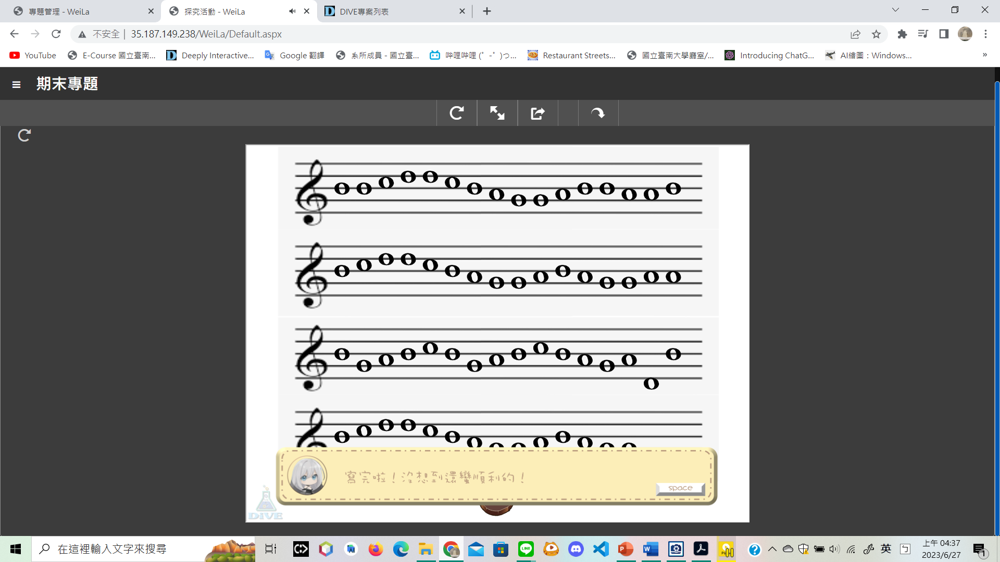 專題管理 - WeiLa
探究活動 - WeiLa
DIVE專案列表
不安全
35.187.149.238/WeiLa/Default.aspx
YouTube
E-Course 國立臺南...
Deeply Interactive...
Google 翻譯
系所成員 - 國立臺...
哔哩哔哩 (゜-゜)つ...
Restaurant Streets...
國立臺南大學廳室/...
Introducing ChatG...
AI繪圖：Windows...
»
期末專題
寫完啦！沒想到還蠻順利的！
space
DiVE
在這裡輸入文字來搜尋
英
ㄅ
上午 04:37
2023/6/27
1